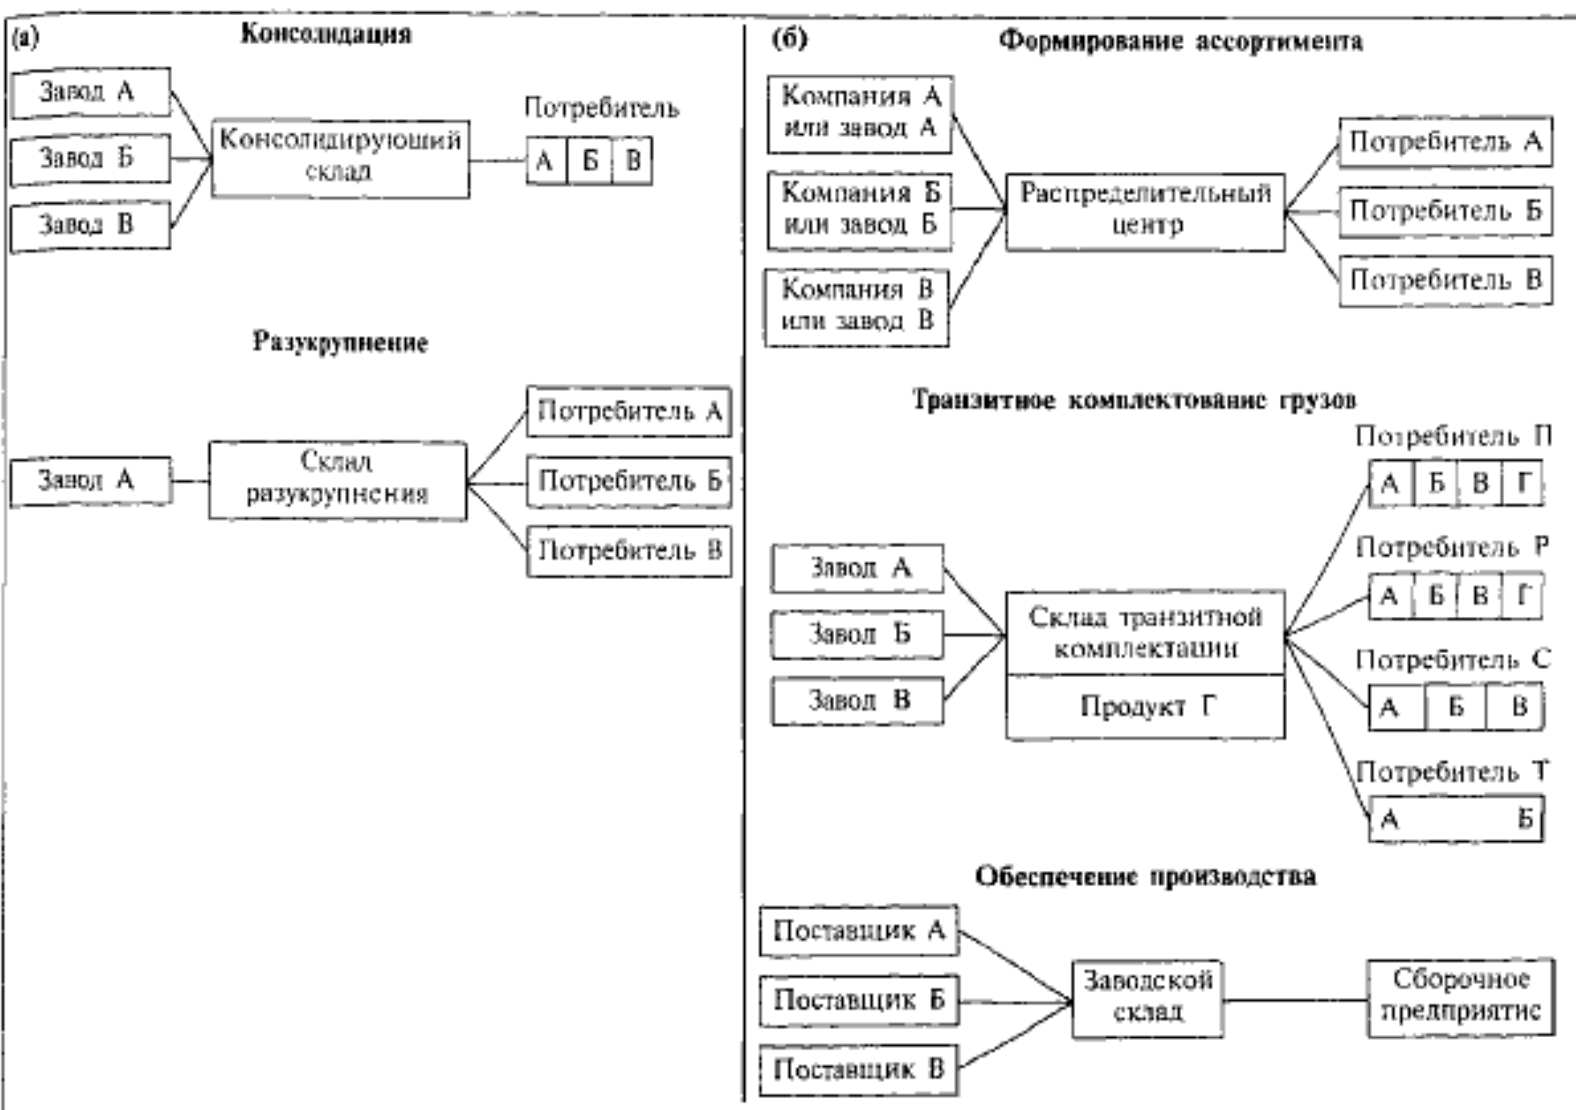 (а)
Консолидация
Завод А
Завод Б
Завод В
Консолидирующий
склад
Потребитель
А Б В
Разукрупнение
Завод А
Склад
разукрупнения
Потребитель А
Потребитель Б
Потребитель В
(б)
Формирование ассортимента
Компания А
или завод А
Компания Б
или завод Б
Компания В
или завод В
Распределительный
центр
Потребитель А
Потребитель Б
Потребитель В
Транзитное комплектование грузов
Завод А
Завод Б
Завод В
Склад транзитной
комплектации
Продукт Г
Потребитель П
А Б В Г
Потребитель Р
А Б В Г
Потребитель С
А Б В
Потребитель Т
А Б
Обеспечение производства
Поставщик А
Поставщик Б
Поставщик В
Заводской
склад
Сборочное
предприятие